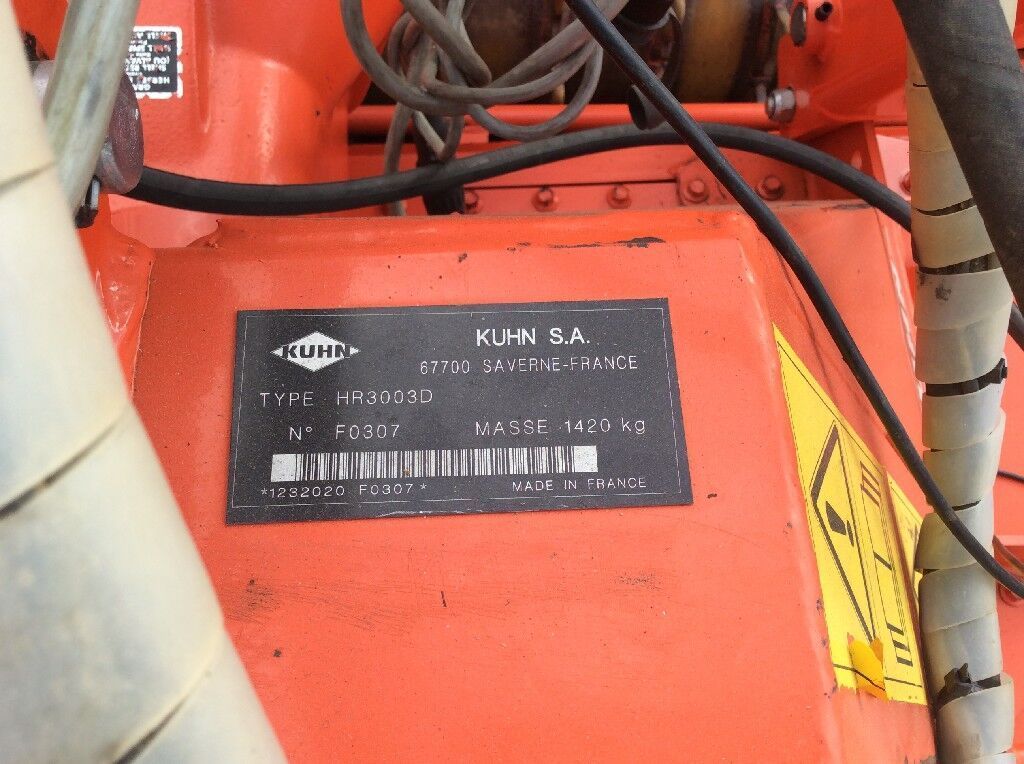 KUHN
KUHN S.A.
67700 SAVERNE-FRANCE
TYPE HR3003D
N° F0307 MASSE 1420 kg
*1232020 F0307*
MADE IN FRANCE